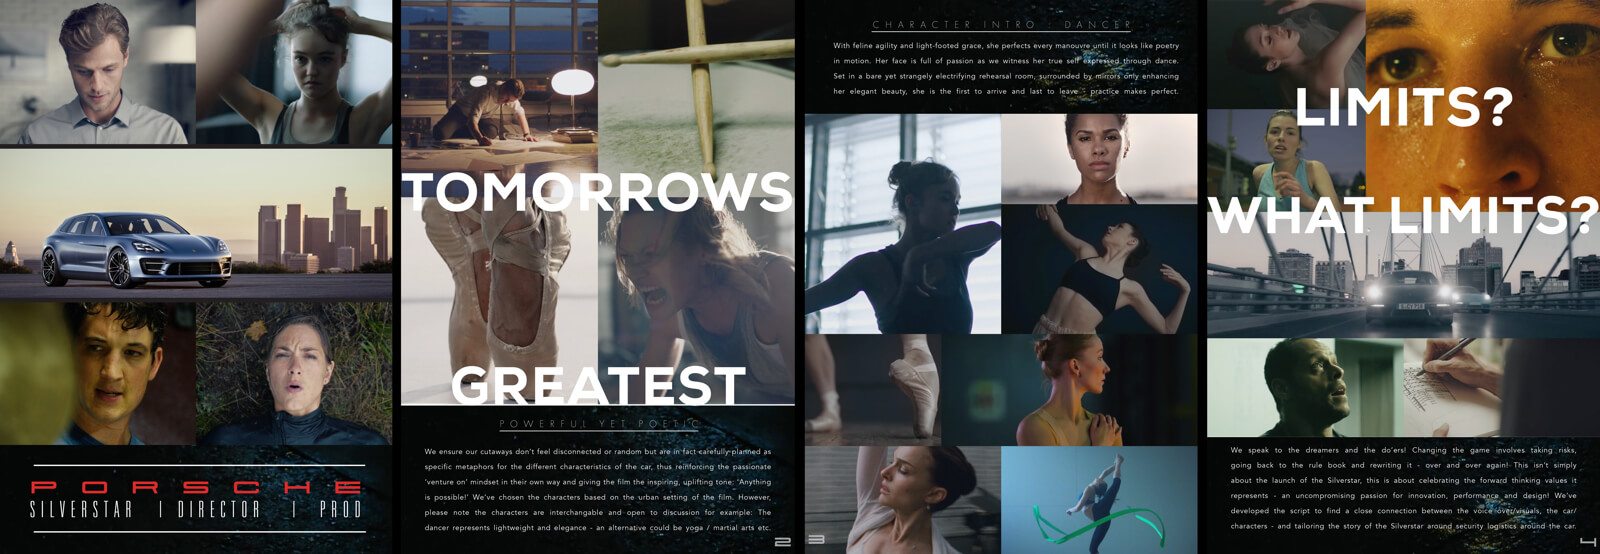 PORSCHE
SILVERSTAR | DIRECTOR | PROD
TOMORROWS
GREATEST
POWERFUL YET POETIC
We ensure our cutaways don't feel disconnected or random but are in fact carefully planned as
specific metaphors for the different characteristics of the car, thus reinforcing the passionate
'venture on' mindset in their own way and giving the film the inspiring, uplifting tone; 'Anything
is possible!' We've chosen the characters based on the urban setting of the film. However,
please note the characters are interchangable and open to discussion for example: The
dancer represents lightweight and elegance - an alternative could be yoga / martial arts etc.
2
CHARACTER INTRO - DANCER
With feline agility and light-footed grace, she perfects every manouvre until it looks like poetry
in motion. Her face is full of passion as we witness her true self expressed through dance.
Set in a bare yet strangely electrifying rehearsal room, surrounded by mirrors only enhancing
her elegant beauty, she is the first to arrive and last to leave - practice makes perfect.
3
LIMITS?
WHAT LIMITS?
We speak to the dreamers and the do'ers! Changing the game involves taking risks,
going back to the rule book and rewriting it - over and over again! This isn't simply
about the launch of the Silverstar, this is about celebrating the forward thinking values it
represents - an uncompromising passion for innovation, performance and design! We've
developed the script to find a close connection between the voice over/visuals, the car/
characters - and tailoring the story of the Silverstar around security logistics around the car.
4